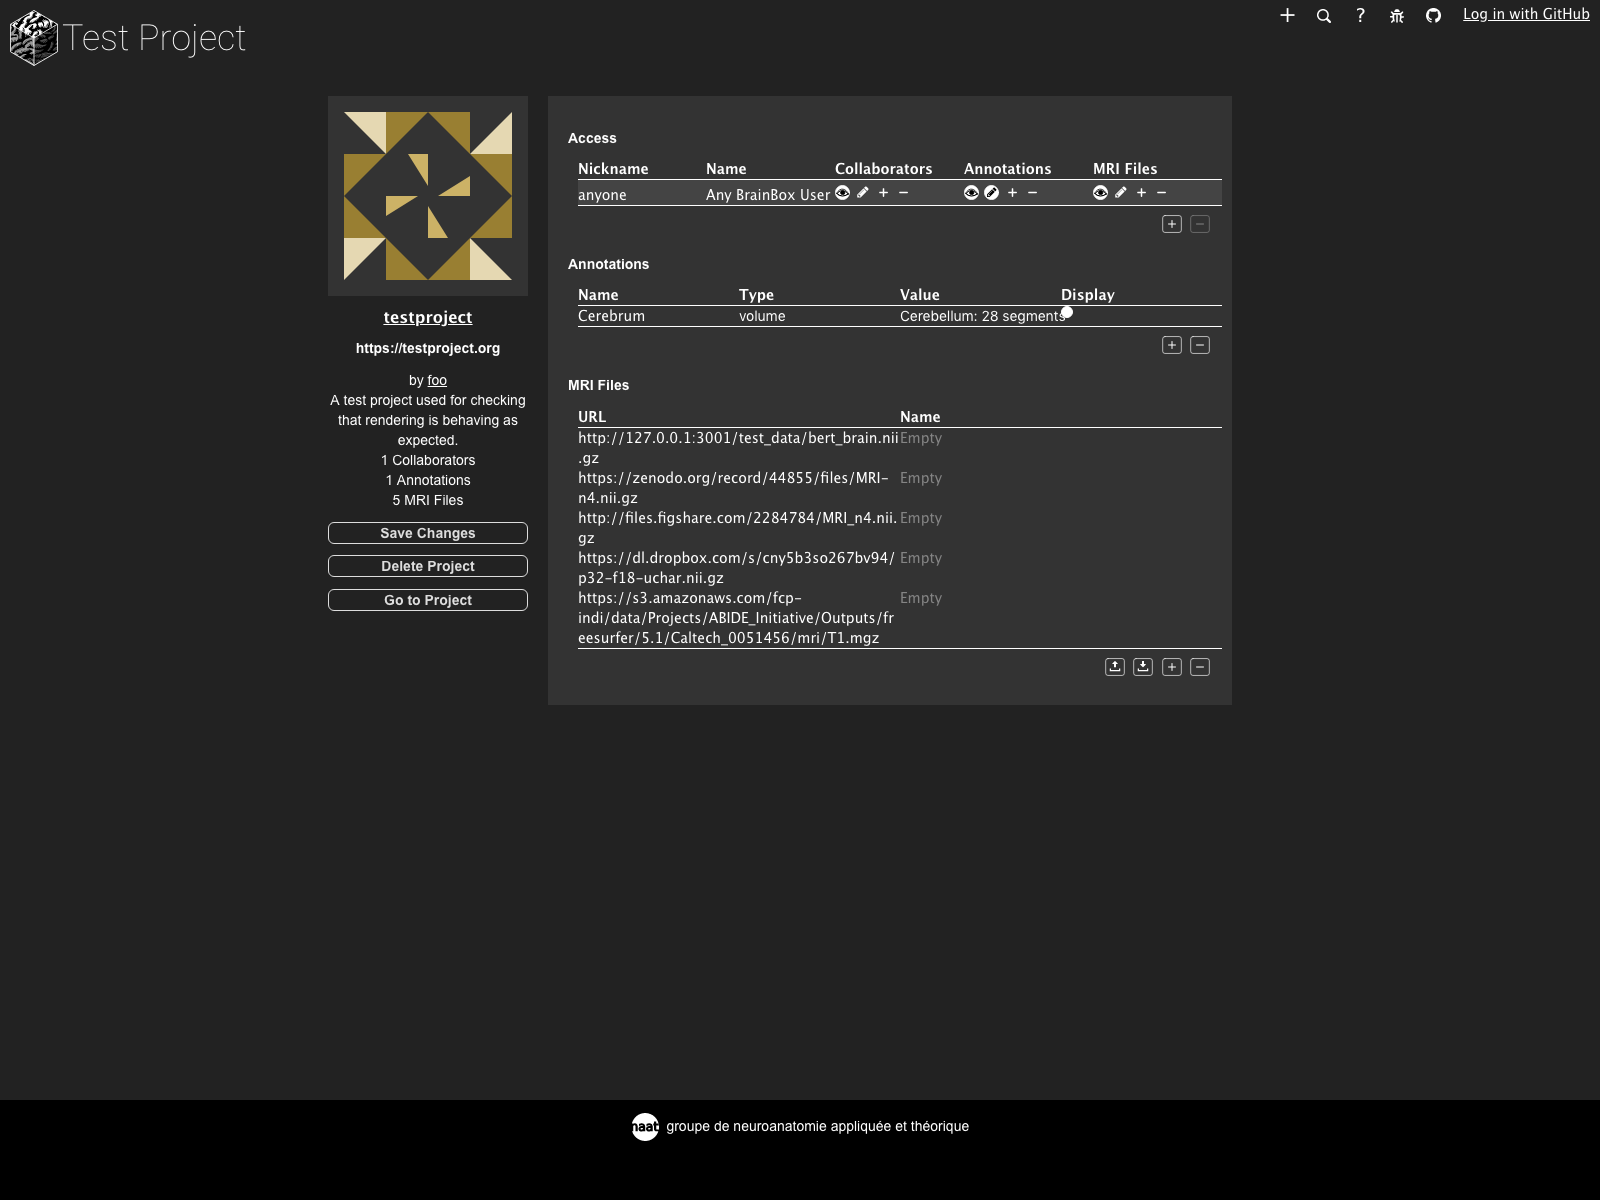 Test Project
Log in with GitHub
testproject
https://testproject.org
by foo
A test project used for checking
that rendering is behaving as
expected.
1 Collaborators
1 Annotations
5 MRI Files
Save Changes
Delete Project
Go to Project
Access
Nickname Name Collaborators Annotations MRI Files
anyone Any BrainBox User
Annotations
Name Type Value Display
Cerebrum volume Cerebellum: 28 segments
MRI Files
URL Name
http://127.0.0.1:3001/test_data/bert_brain.nii Empty
.gz
https://zenodo.org/record/44855/files/MRI- Empty
n4.nii.gz
http://files.figshare.com/2284784/MRI_n4.nii. Empty
gz
https://dl.dropbox.com/s/cny5b3so267bv94/ Empty
p32-f18-uchar.nii.gz
https://s3.amazonaws.com/fcp- Empty
indi/data/Projects/ABIDE_Initiative/Outputs/fr
eesurfer/5.1/Caltech_0051456/mri/T1.mgz
naat groupe de neuroanatomie appliquée et théorique